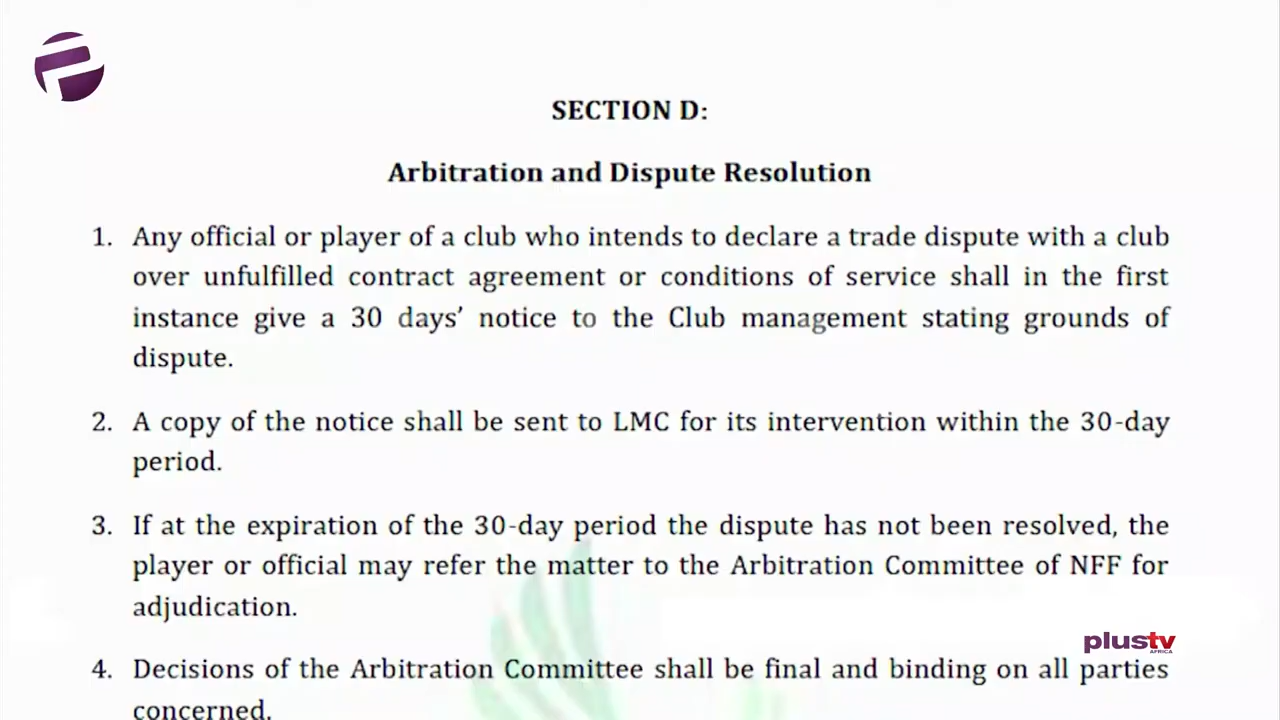 SECTION D:
Arbitration and Dispute Resolution
1. Any official or player of a club who intends to declare a trade dispute with a club
over unfulfilled contract agreement or conditions of service shall in the first
instance give a 30 days’ notice to the Club management stating grounds of
dispute.
2. A copy of the notice shall be sent to LMC for its intervention within the 30-day
period.
3. If at the expiration of the 30-day period the dispute has not been resolved, the
player or official may refer the matter to the Arbitration Committee of NFF for
adjudication.
plustv
AFRICA
4. Decisions of the Arbitration Committee shall be final and binding on all parties
concerned.